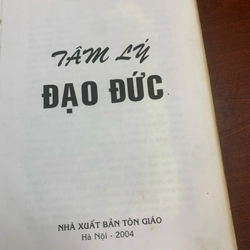 TÂM LÝ
ĐẠO ĐỨC
NHÀ XUẤT BẢN TÔN GIÁO
Hà Nội - 2004